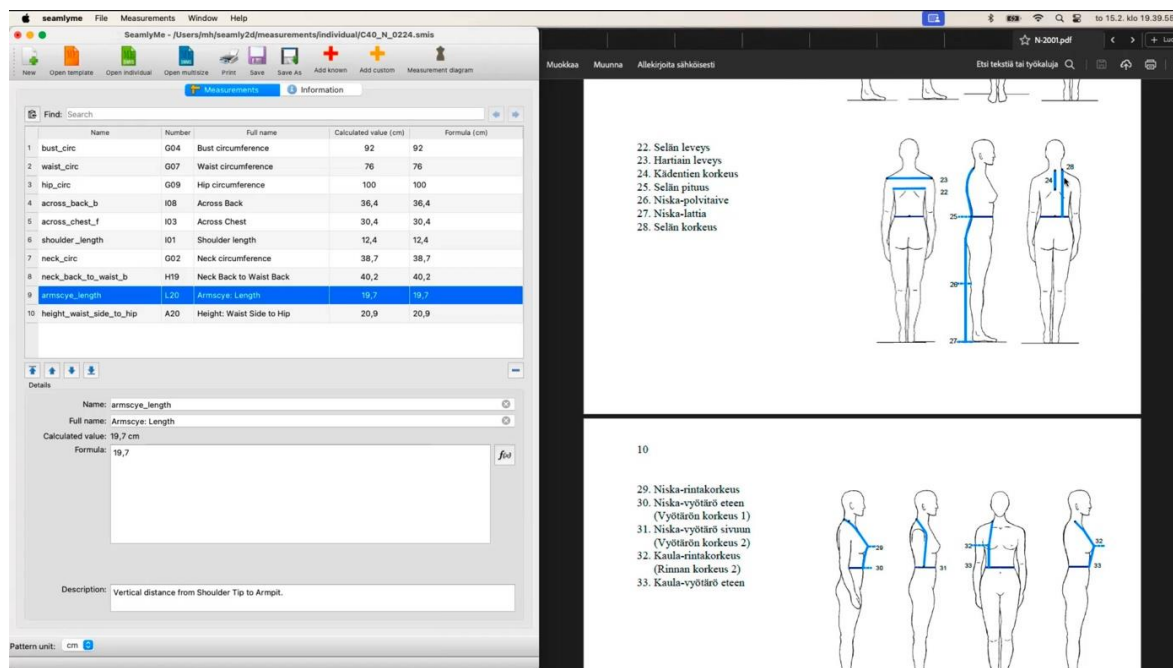 seamlyme File Measurements Window Help
to 15.2. klo 19.39.55
SeamlyMe - /Users/mh/seamly2d/measurements/individual/C40_N_0224.smis
New Open template Open individual Open multisize Print Save Save As Add known Add custom Measurement diagram
Measurements Information
Find: Search
Name Number Full name Calculated value (cm) Formula (cm)
1 bust_circ G04 Bust circumference 92 92
2 waist_circ G07 Waist circumference 76 76
3 hip_circ G09 Hip circumference 100 100
4 across_back_b I08 Across Back 36,4 36,4
5 across_chest_f I03 Across Chest 30,4 30,4
6 shoulder_length I01 Shoulder length 12,4 12,4
7 neck_circ G02 Neck circumference 38,7 38,7
8 neck_back_to_waist_b H19 Neck Back to Waist Back 40,2 40,2
9 armscye_length L20 Armscye: Length 19,7 19,7
10 height_waist_side_to_hip A20 Height: Waist Side to Hip 20,9 20,9
Details
Name: armscye_length
Full name: Armscye: Length
Calculated value: 19,7 cm
Formula: 19,7
f(x)
Description: Vertical distance from Shoulder Tip to Armpit.
Pattern unit: cm
N-2001.pdf
+ Luo
Muokkaa Muunna Allekirjoita sähköisesti
Etsi tekstiä tai työkaluja
22. Selän leveys
23. Hartiain leveys
24. Kädentien korkeus
25. Selän pituus
26. Niska-polvitaive
27. Niska-lattia
28. Selän korkeus
23
22
25
26
27
24
28
10
29. Niska-rintakorkeus
30. Niska-vyötärö eteen
(Vyötärön korkeus 1)
31. Niska-vyötärö sivuun
(Vyötärön korkeus 2)
32. Kaula-rintakorkeus
(Rinnan korkeus 2)
33. Kaula-vyötärö eteen
29
30
31
32
33
32
33